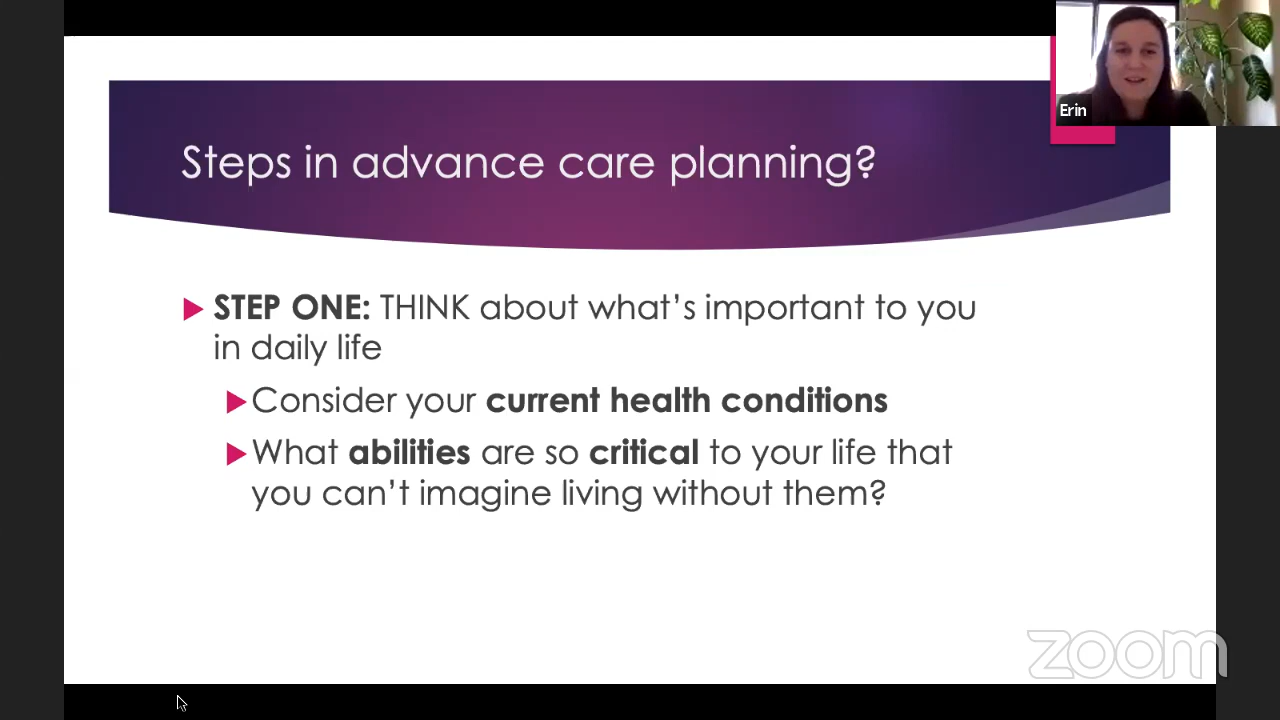 Erin
Steps in advance care planning?
STEP ONE: THINK about what's important to you
in daily life
Consider your current health conditions
What abilities are so critical to your life that
you can't imagine living without them?
zoom